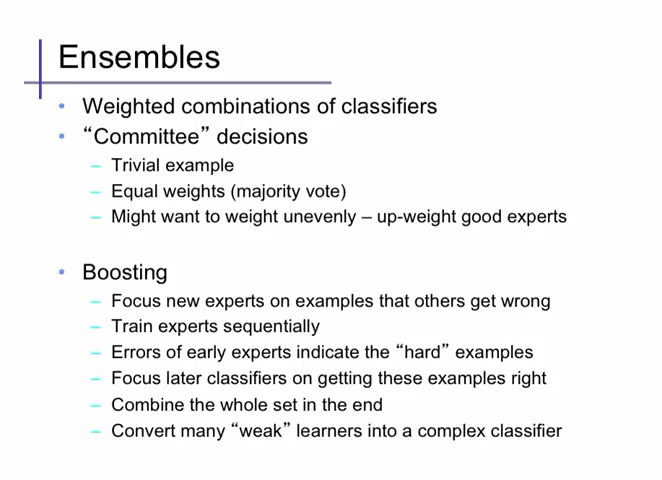 Ensembles
• Weighted combinations of classifiers
• “Committee” decisions
– Trivial example
– Equal weights (majority vote)
– Might want to weight unevenly – up-weight good experts
• Boosting
– Focus new experts on examples that others get wrong
– Train experts sequentially
– Errors of early experts indicate the “hard” examples
– Focus later classifiers on getting these examples right
– Combine the whole set in the end
– Convert many “weak” learners into a complex classifier